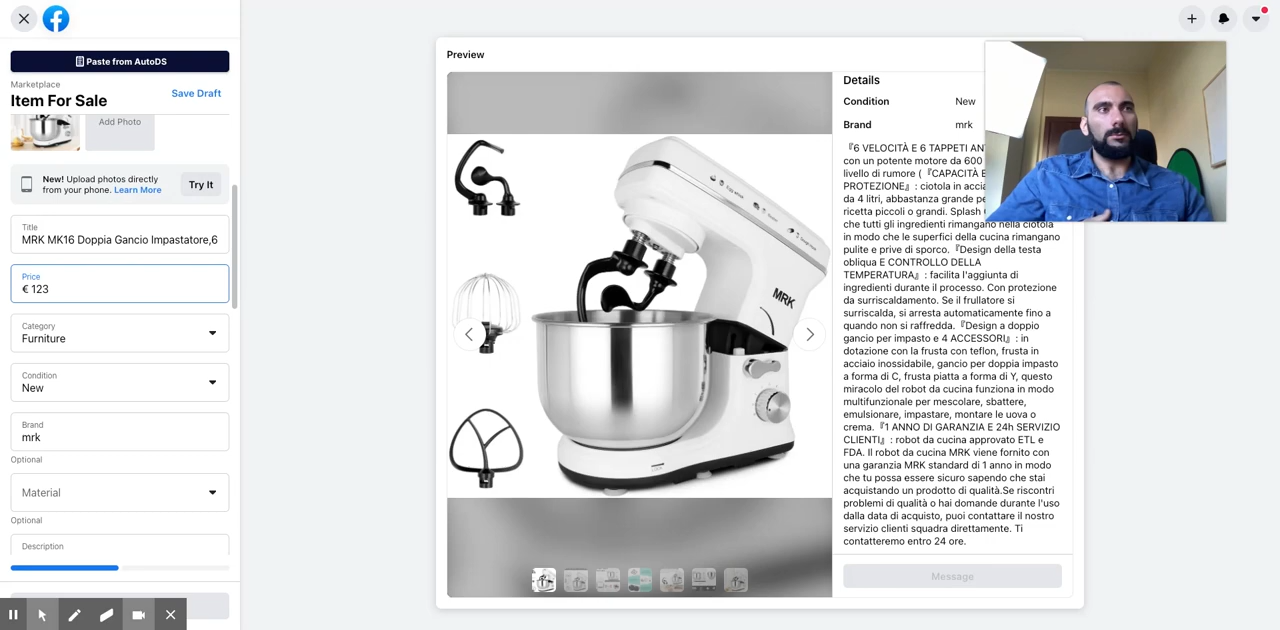 Paste from AutoDS
Marketplace
Item For Sale
Save Draft
Add Photo
New! Upload photos directly
from your phone. Learn More
Try It
Title
MRK MK16 Doppia Gancio Impastatore,6
Price
€ 123
Category
Furniture
Condition
New
Brand
mrk
Optional
Material
Optional
Description
Preview
MRK
Details
Condition New
Brand mrk
『6 VELOCITÀ E 6 TAPPETI
con un potente motore da 600
livello di rumore (『CAPACITÀ E
PROTEZIONE』: ciotola in
da 4 litri, abbastanza grande
ricetta piccoli o grandi. Splash
che tutti gli ingredienti rimangano nella ciotola
in modo che le superfici della cucina rimangano
pulite e prive di sporco.『Design della testa
obliqua E CONTROLLO DELLA
TEMPERATURA』: facilita l'aggiunta di
ingredienti durante il processo. Con protezione
da surriscaldamento. Se il frullatore si
surriscalda, si arresta automaticamente fino a
quando non si raffredda.『Design a doppio
gancio per impasto e 4 ACCESSORI』: in
dotazione con la frusta con teflon, frusta in
acciaio inossidabile, gancio per doppia impasto
a forma di C, frusta piatta a forma di Y, questo
miracolo del robot da cucina funziona in modo
multifunzionale per mescolare, sbattere,
emulsionare, impastare, montare le uova o
crema.『1 ANNO DI GARANZIA E 24h SERVIZIO
CLIENTI』: robot da cucina approvato ETL e
FDA. Il robot da cucina MRK viene fornito con
una garanzia MRK standard di 1 anno in modo
che tu possa essere sicuro sapendo che stai
acquistando un prodotto di qualità.Se riscontri
problemi di qualità o hai domande durante l'uso
dalla data di acquisto, puoi contattare il nostro
servizio clienti squadra direttamente. Ti
contatteremo entro 24 ore.
Message